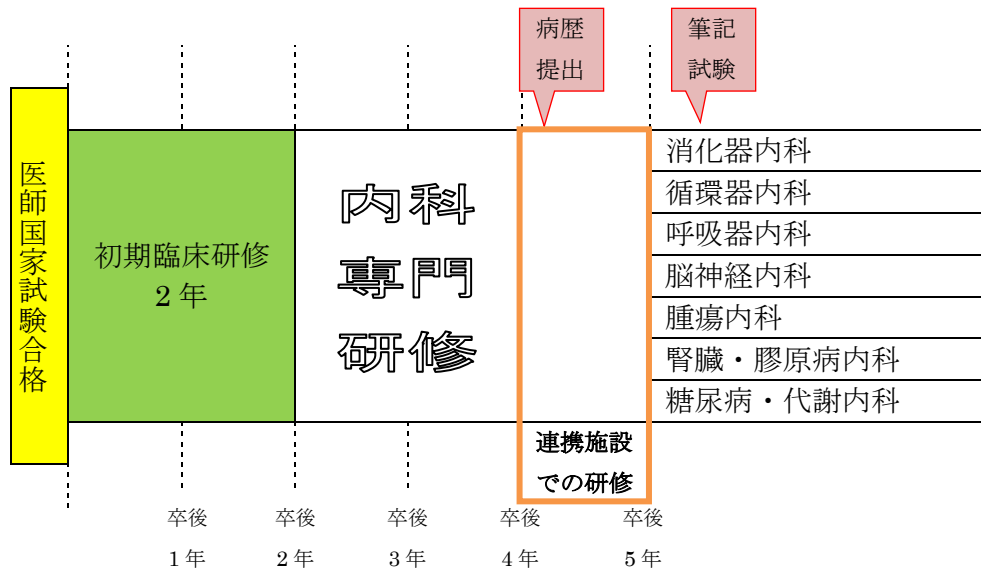 病歴
提出
筆記
試験
医師国家試験合格
初期臨床研修
2 年
内科
専門
研修
消化器内科
循環器内科
呼吸器内科
脳神経内科
腫瘍内科
腎臓・膠原病内科
糖尿病・代謝内科
連携施設
での研修
卒後
1 年
卒後
2 年
卒後
3 年
卒後
4 年
卒後
5 年